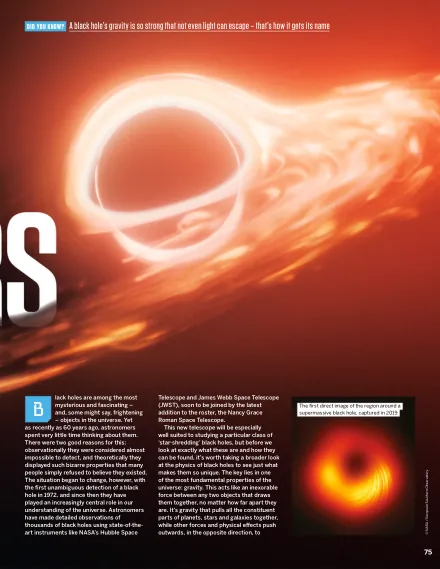 DID YOU KNOW? A black hole's gravity is so strong that not even light can escape – that's how it gets its name
RS
B
lack holes are among the most
mysterious and fascinating –
and, some might say, frightening
– objects in the universe. Yet
as recently as 60 years ago, astronomers
spent very little time thinking about them.
There were two good reasons for this:
observationally they were considered almost
impossible to detect, and theoretically they
displayed such bizarre properties that many
people simply refused to believe they existed.
The situation began to change, however, with
the first unambiguous detection of a black
hole in 1972, and since then they have
played an increasingly central role in our
understanding of the universe. Astronomers
have made detailed observations of
thousands of black holes using state-of-the-
art instruments like NASA's Hubble Space
Telescope and James Webb Space Telescope
(JWST), soon to be joined by the latest
addition to the roster, the Nancy Grace
Roman Space Telescope.
This new telescope will be especially
well suited to studying a particular class of
'star-shredding' black holes, but before we
look at exactly what these are and how they
can be found, it's worth taking a broader look
at the physics of black holes to see just what
makes them so unique. The key lies in one
of the most fundamental properties of the
universe: gravity. This acts like an inexorable
force between any two objects that draws
them together, no matter how far apart they
are. It's gravity that pulls all the constituent
parts of planets, stars and galaxies together,
while other forces and physical effects push
outwards, in the opposite direction, to
The first direct image of the region around a
supermassive black hole, captured in 2019
75